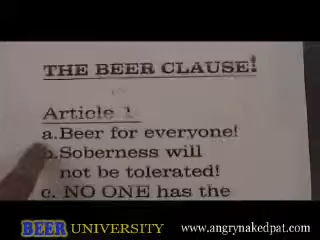 THE BEER CLAUSE!
Article 1
a.Beer for everyone!
b.Soberness will
not be tolerated!
c. NO ONE has the
BEER UNIVERSITY www.angrynakedpat.com